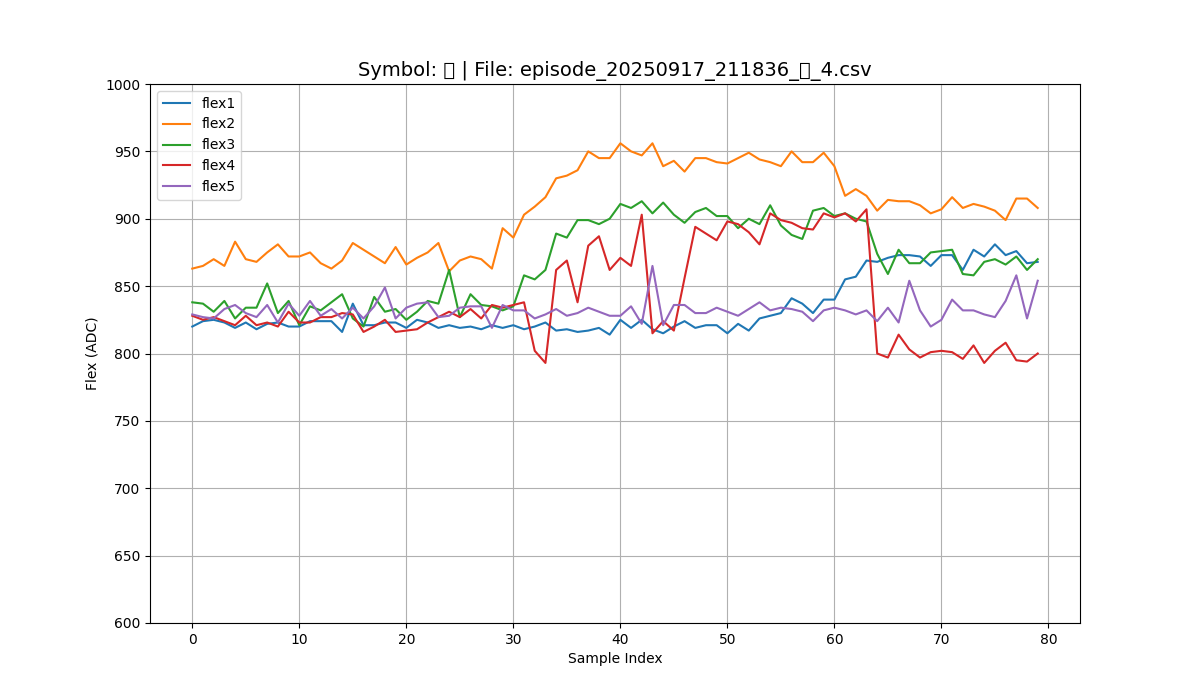 Symbol: | File: episode_20250917_211836_ _4.csv
1000
950
900
850
800
750
700
650
600
Flex (ADC)
flex1
flex2
flex3
flex4
flex5
0 10 20 30 40 50 60 70 80
Sample Index